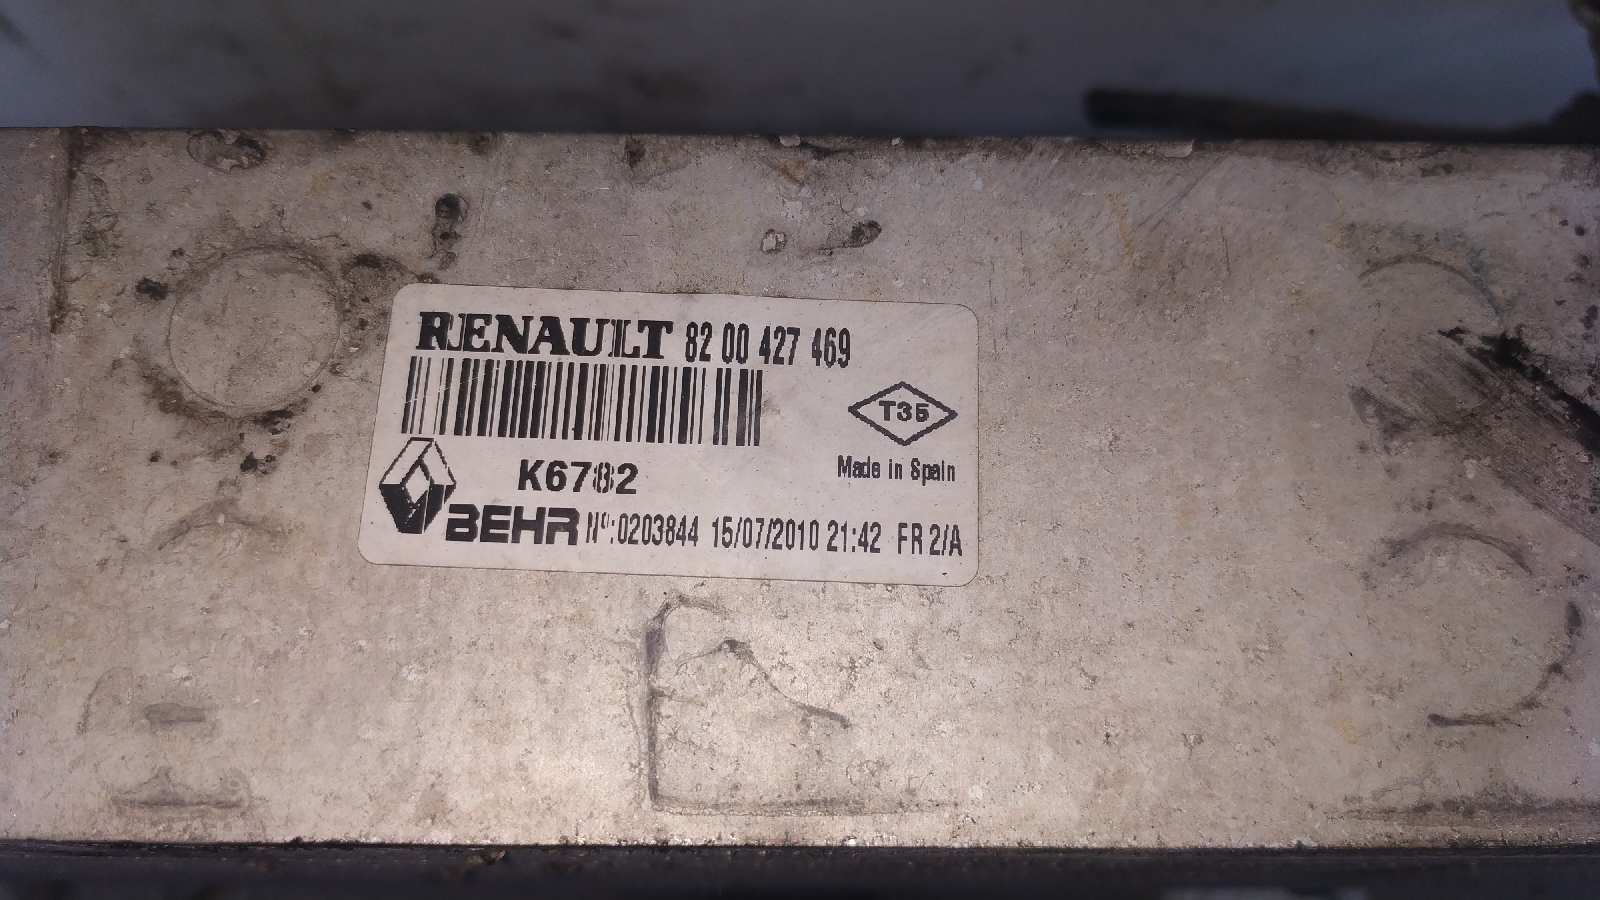 RENAULT 82 00 427 469
T35
Made in Spain
K6782
BEHR Nº:0203844 15/07/2010 21:42 FR 2/A